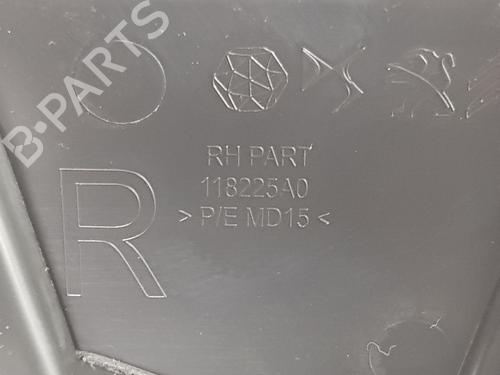 B-PARTS
RH PART
118225A0
> P/E MD15 <
R